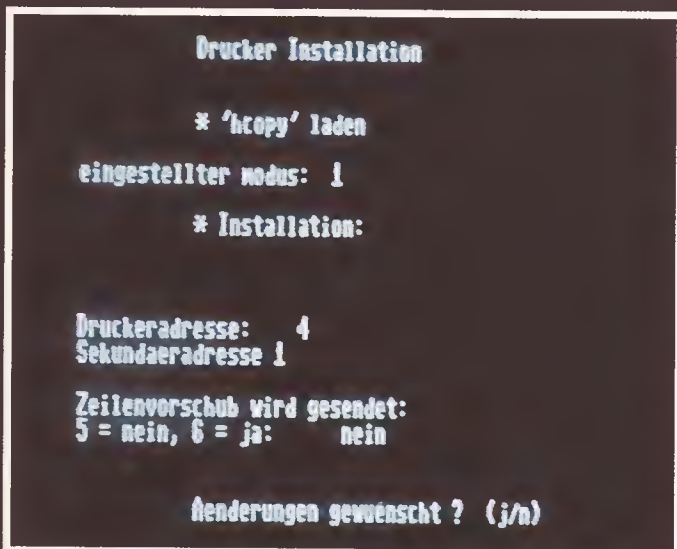 Drucker Installation
* 'hcopy' laden
eingestellter modus: 1
* Installation:
Druckeradresse: 4
Sekundaeradresse 1
Zeilenvorschub wird gesendet:
5 = nein, 6 = ja: nein
Aenderungen gewuenscht ? (j/n)